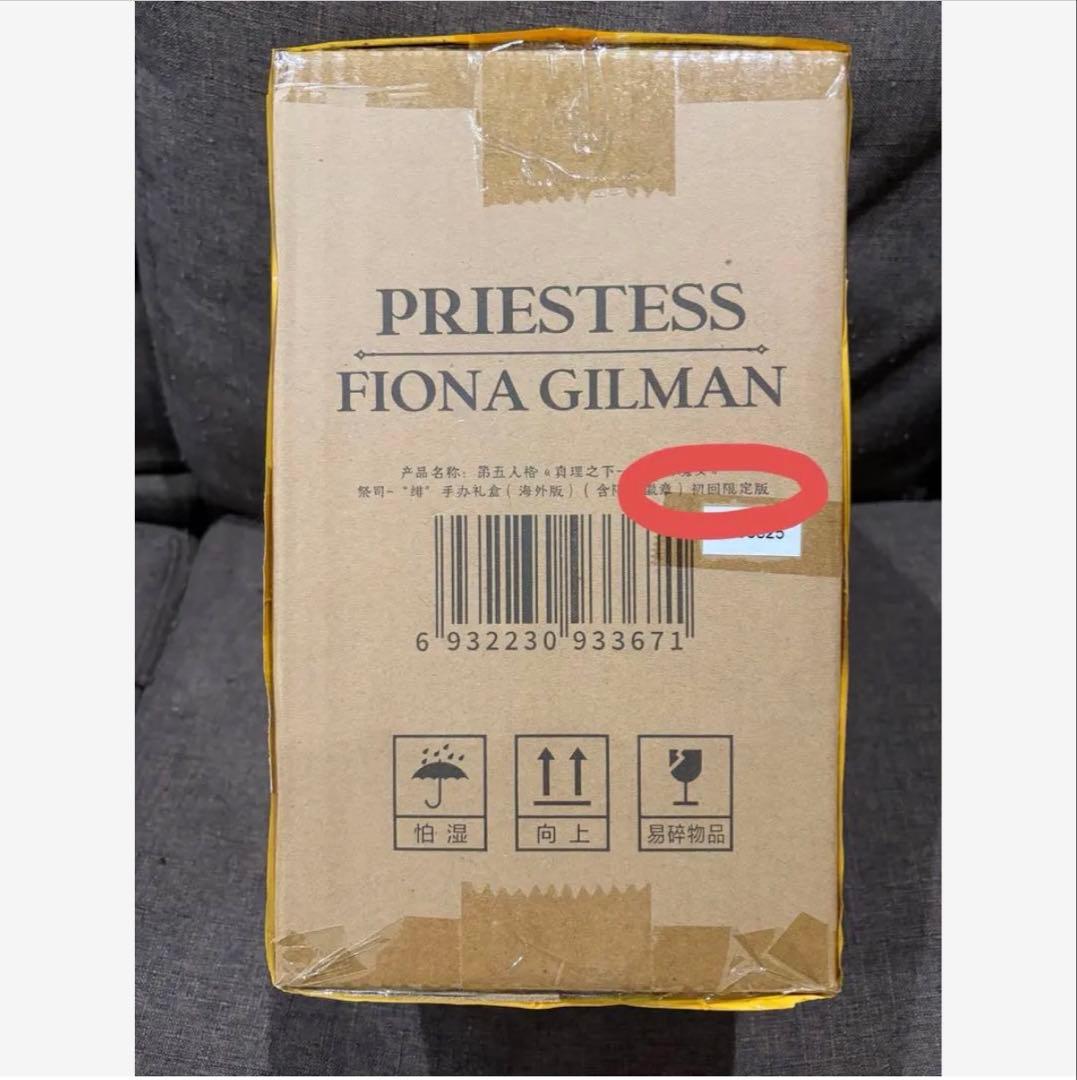 PRIESTESS
FIONA GILMAN
产品名称：第五人格《真理之下
祭司-“绯”手办礼盒（海外版）（含 徽章）初回限定版
6 932230 933671
怕湿
向上
易碎物品